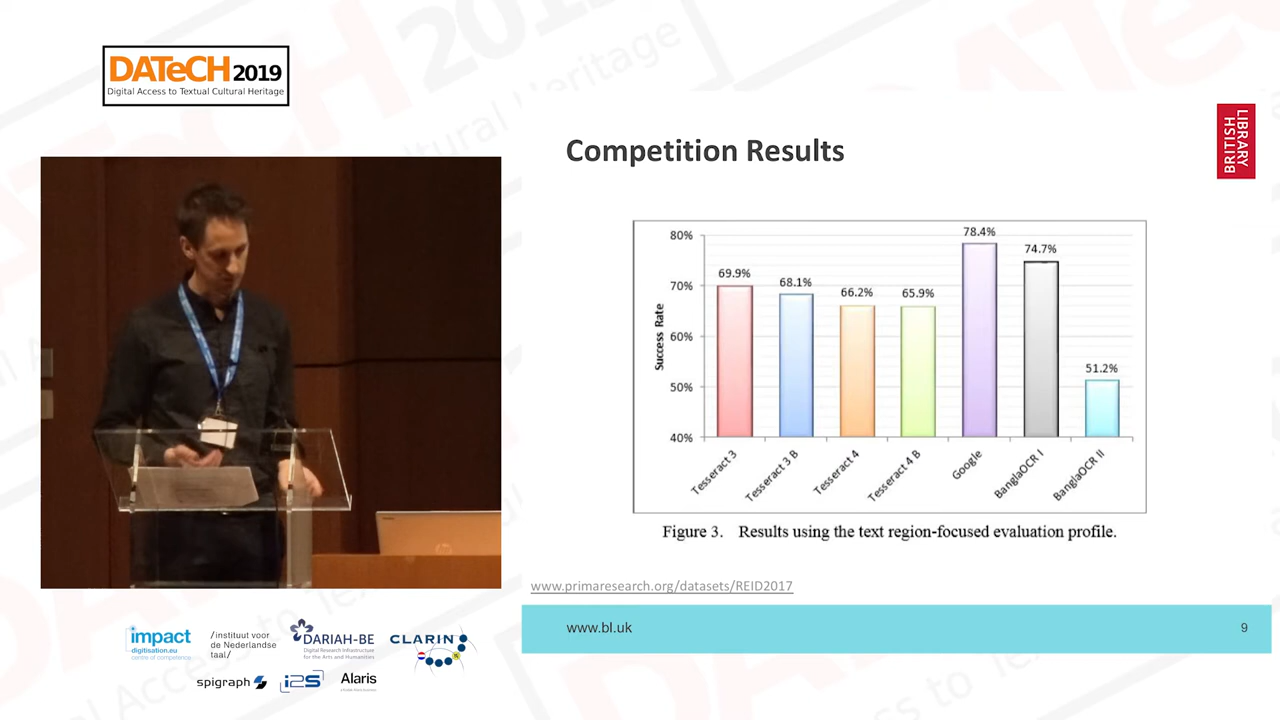 DATeCH 2019
Digital Access to Textual Cultural Heritage
LIBRARY
BRITISH
Competition Results
80%
70%
60%
50%
40%
Success Rate
69.9%
68.1%
66.2%
65.9%
78.4%
74.7%
51.2%
Tesseract 3
Tesseract 3 B
Tesseract 4
Tesseract 4 B
Google
BanglaOCR I
BanglaOCR II
Figure 3. Results using the text region-focused evaluation profile.
www.primaresearch.org/datasets/REID2017
www.bl.uk
9
impact
digitisation.eu
centre of competence
/instituut voor
de Nederlandse
taal/
DARIAH-BE
Digital Research Infrastructure
for the Arts and Humanities
CLARIN
spigraph
i2S
Alaris